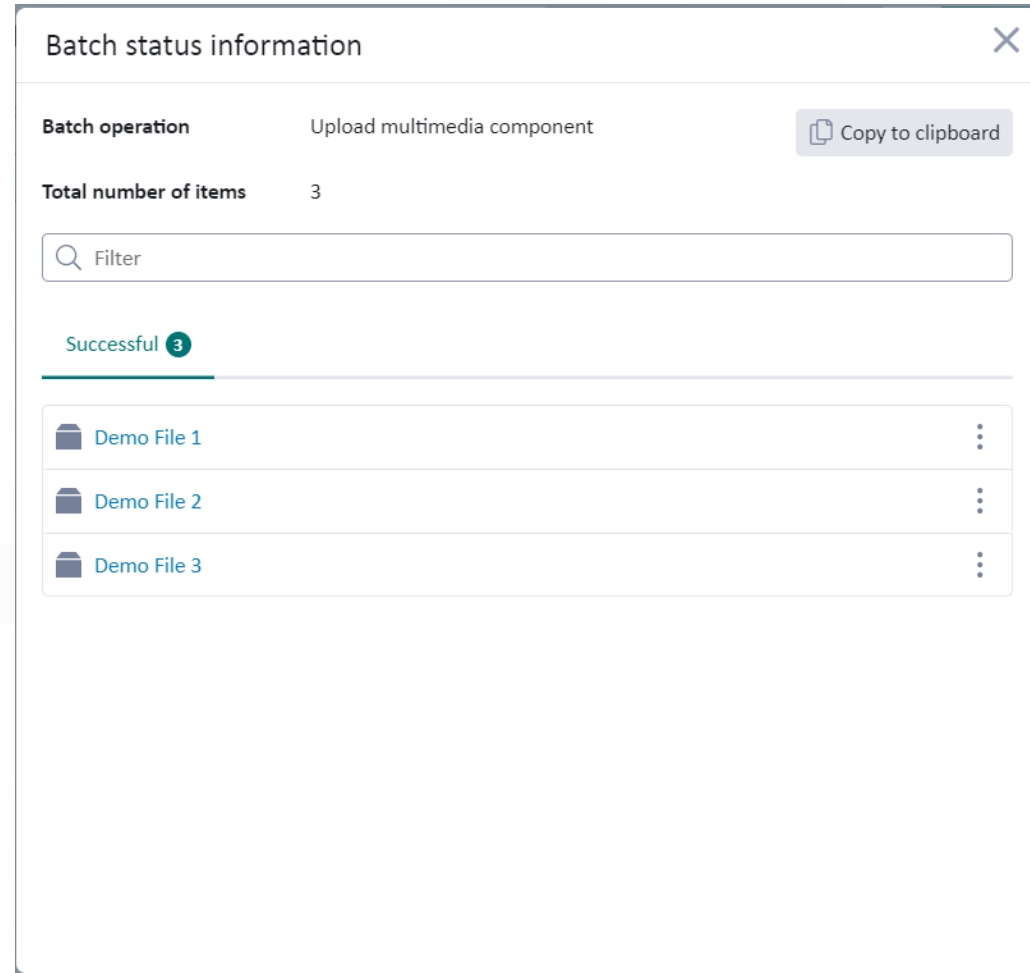 Batch status information
Batch operation Upload multimedia component Copy to clipboard
Total number of items 3
Filter
Successful 3
Demo File 1
Demo File 2
Demo File 3